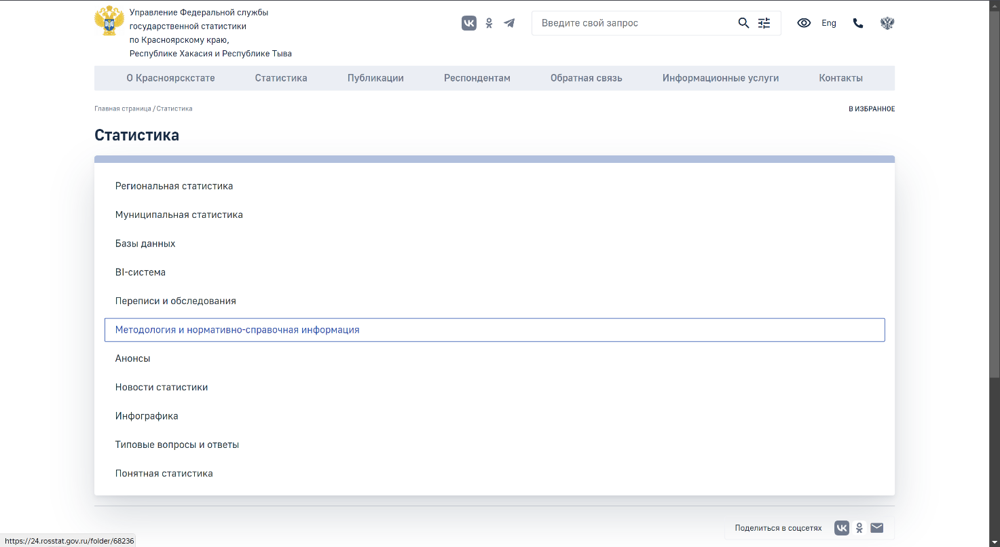 Управление Федеральной службы
государственной статистики
по Красноярскому краю,
Республике Хакасия и Республике Тыва
Введите свой запрос
Eng
О Красноярскстате
Статистика
Публикации
Респондентам
Обратная связь
Информационные услуги
Контакты
Главная страница / Статистика
В ИЗБРАННОЕ
Статистика
Региональная статистика
Муниципальная статистика
Базы данных
BI-система
Переписи и обследования
Методология и нормативно-справочная информация
Анонсы
Новости статистики
Инфографика
Типовые вопросы и ответы
Понятная статистика
Поделиться в соцсетях
https://24.rosstat.gov.ru/folder/68236